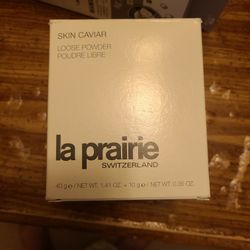 SKIN CAVIAR
LOOSE POWDER
POUDRE LIBRE
la prairie
SWITZERLAND
40 g e / NET WT. 1.41 OZ. + 10 g e / NET WT. 0.35 OZ.